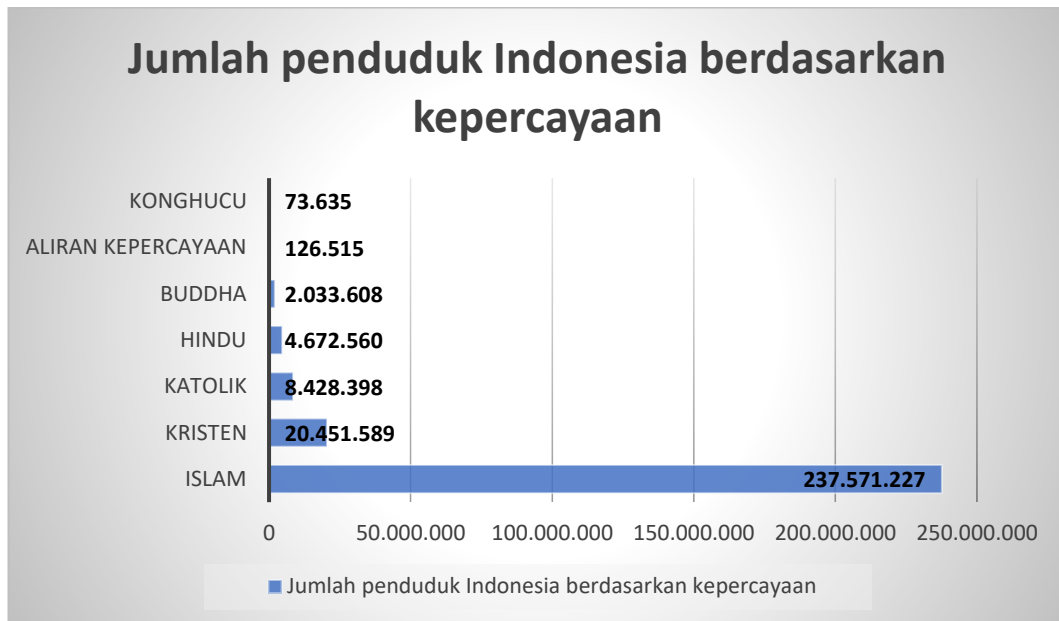 Jumlah penduduk Indonesia berdasarkan
kepercayaan
KONGHUCU 73.635
ALIRAN KEPERCAYAAN 126.515
BUDDHA 2.033.608
HINDU 4.672.560
KATOLIK 8.428.398
KRISTEN 20.451.589
ISLAM 237.571.227
0 50.000.000 100.000.000 150.000.000 200.000.000 250.000.000
Jumlah penduduk Indonesia berdasarkan kepercayaan